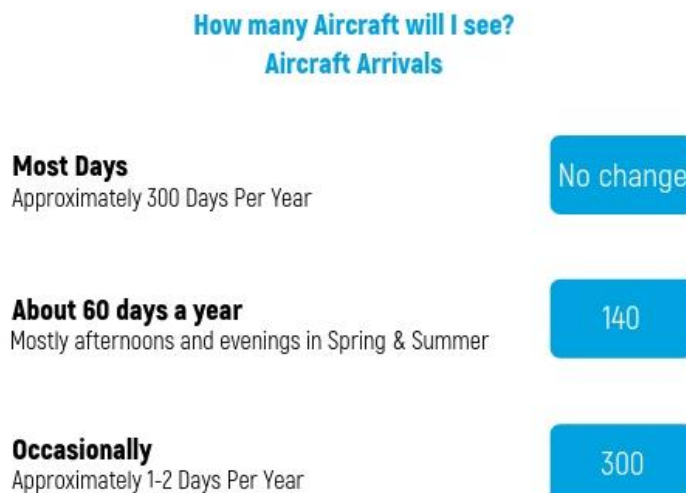 How many Aircraft will I see?
Aircraft Arrivals
Most Days
Approximately 300 Days Per Year
No change
About 60 days a year
Mostly afternoons and evenings in Spring & Summer
140
Occasionally
Approximately 1-2 Days Per Year
300